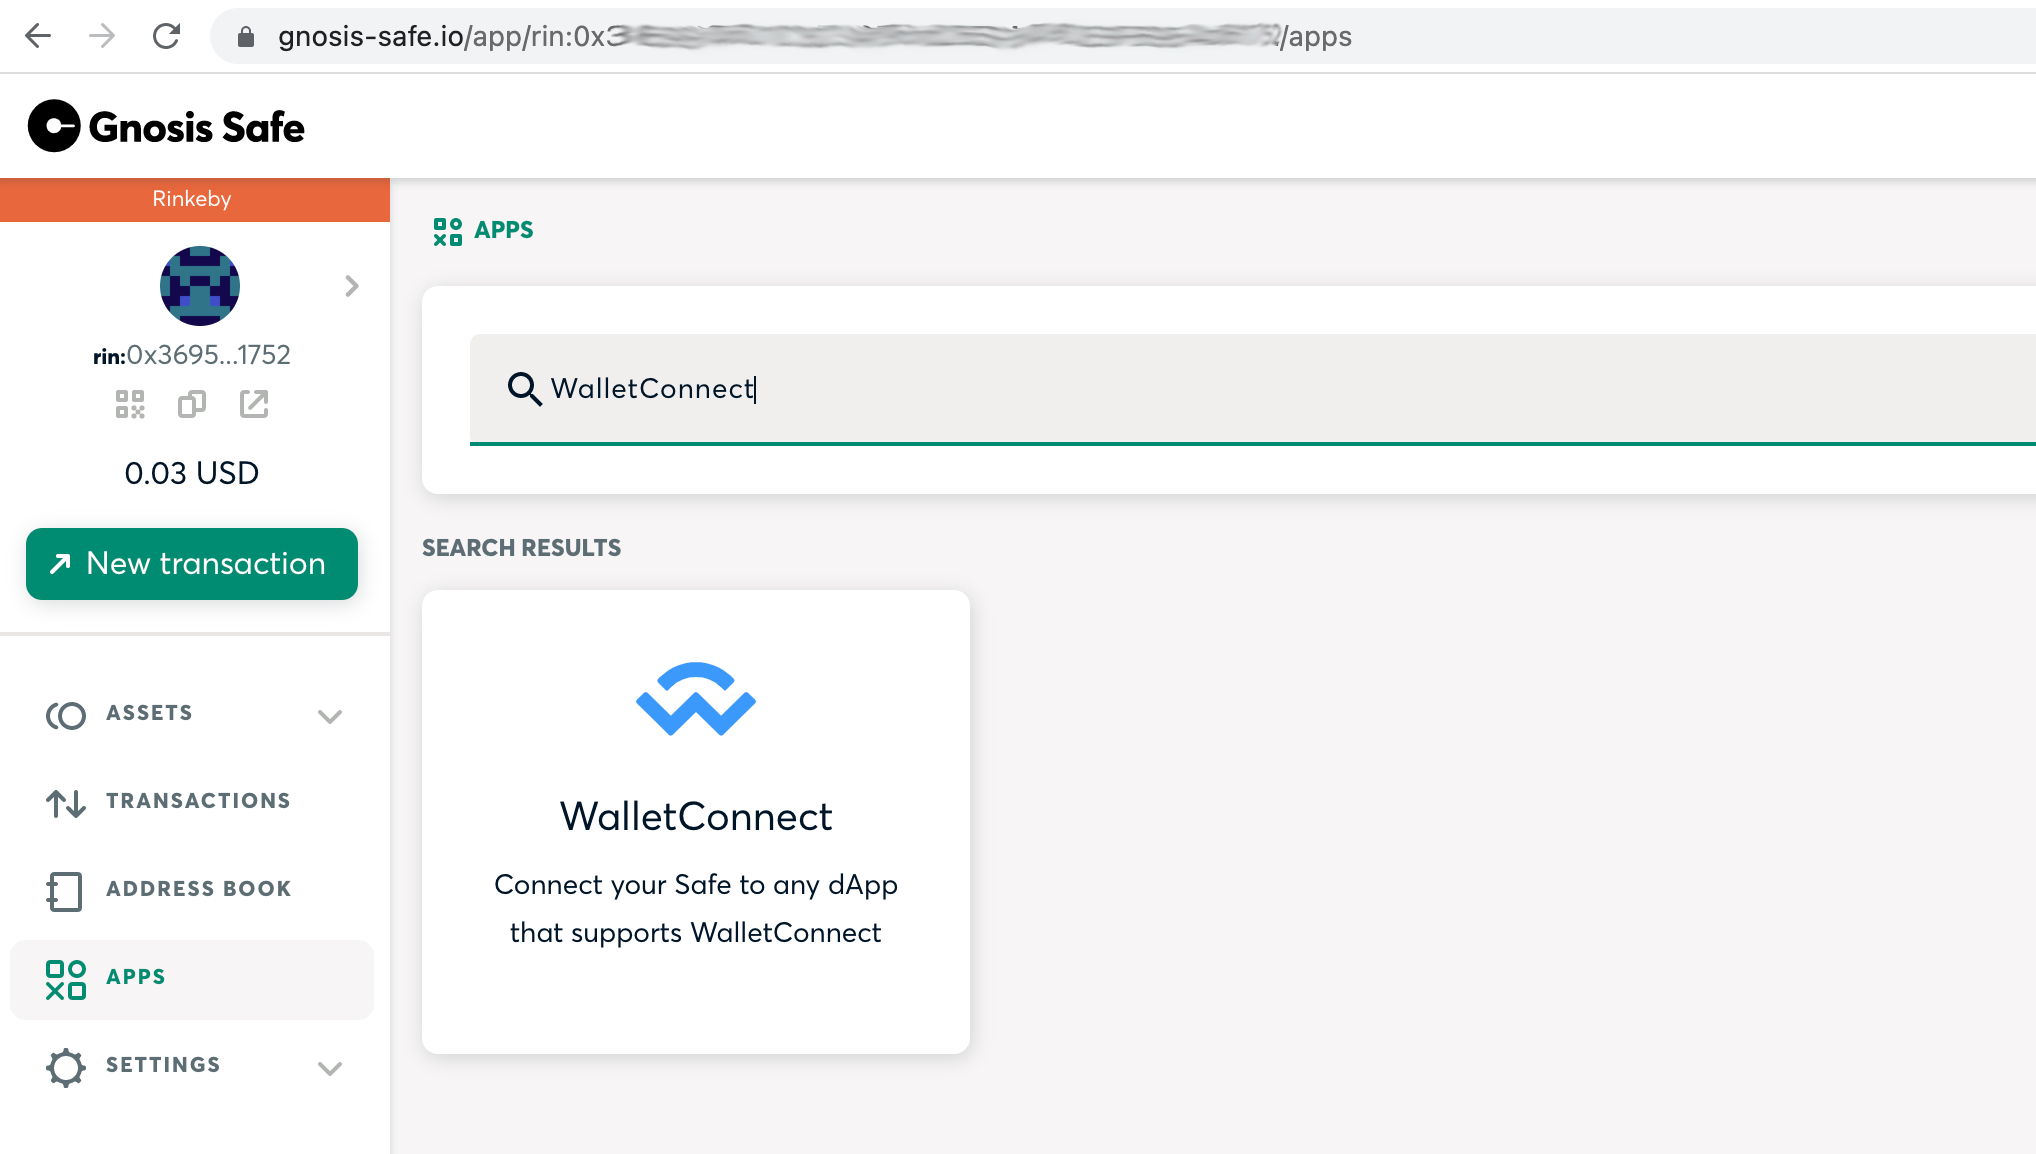 gnosis-safe.io/app/rin:0x3 /apps
Gnosis Safe
Rinkeby
rin:0x3695...1752
0.03 USD
New transaction
ASSETS
TRANSACTIONS
ADDRESS BOOK
APPS
SETTINGS
APPS
WalletConnect
SEARCH RESULTS
WalletConnect
Connect your Safe to any dApp
that supports WalletConnect